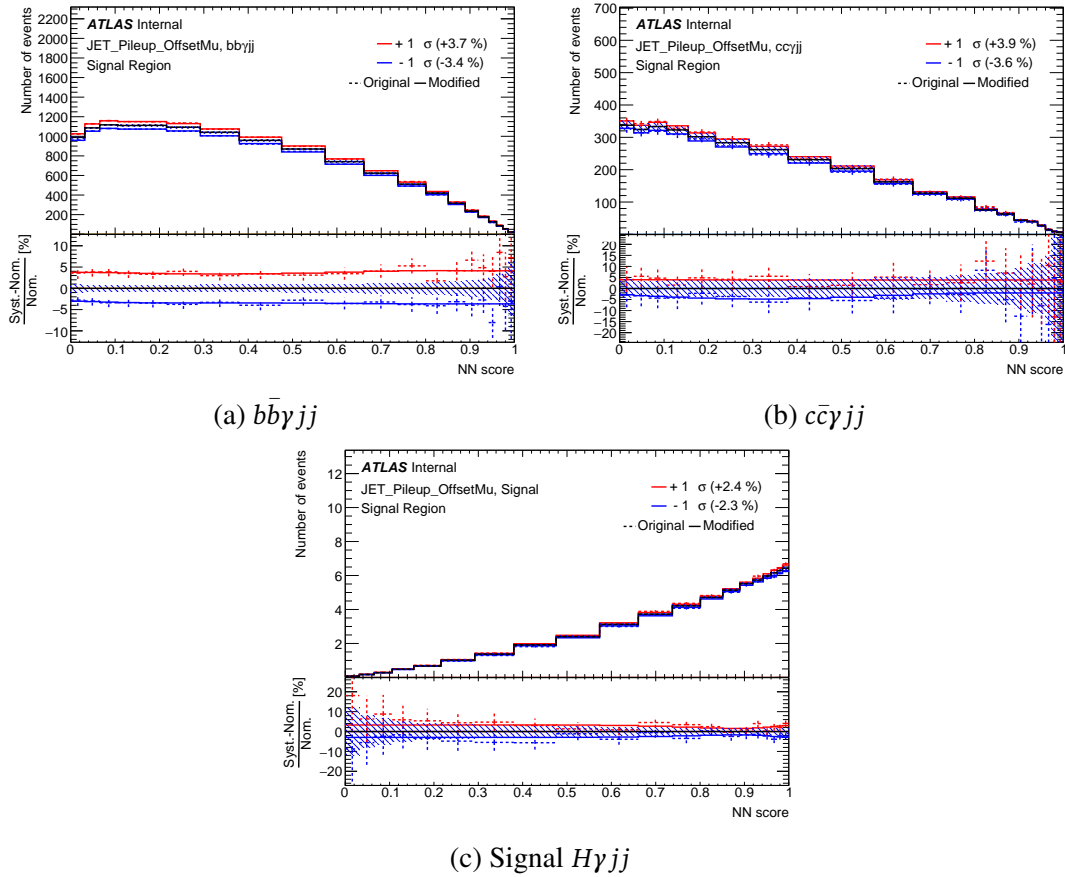 ATLAS Internal
JET_Pileup_OffsetMu, bbγjj
Signal Region
+ 1 σ (+3.7 %)
- 1 σ (-3.4 %)
Original Modified
Number of events
2200
2000
1800
1600
1400
1200
1000
800
600
400
200
Syst.-Nom. [%]
Nom.
10
5
0
−5
−10
0 0.1 0.2 0.3 0.4 0.5 0.6 0.7 0.8 0.9 1
NN score
(a) bb̄γjj
ATLAS Internal
JET_Pileup_OffsetMu, ccγjj
Signal Region
+ 1 σ (+3.9 %)
- 1 σ (-3.6 %)
Original Modified
Number of events
700
600
500
400
300
200
100
Syst.-Nom. [%]
Nom.
20
15
10
5
0
−5
−10
−15
−20
0 0.1 0.2 0.3 0.4 0.5 0.6 0.7 0.8 0.9 1
NN score
(b) cc̄γjj
ATLAS Internal
JET_Pileup_OffsetMu, Signal
Signal Region
+ 1 σ (+2.4 %)
- 1 σ (-2.3 %)
Original Modified
Number of events
12
10
8
6
4
2
Syst.-Nom. [%]
Nom.
20
10
0
−10
−20
0 0.1 0.2 0.3 0.4 0.5 0.6 0.7 0.8 0.9 1
NN score
(c) Signal Hγjj